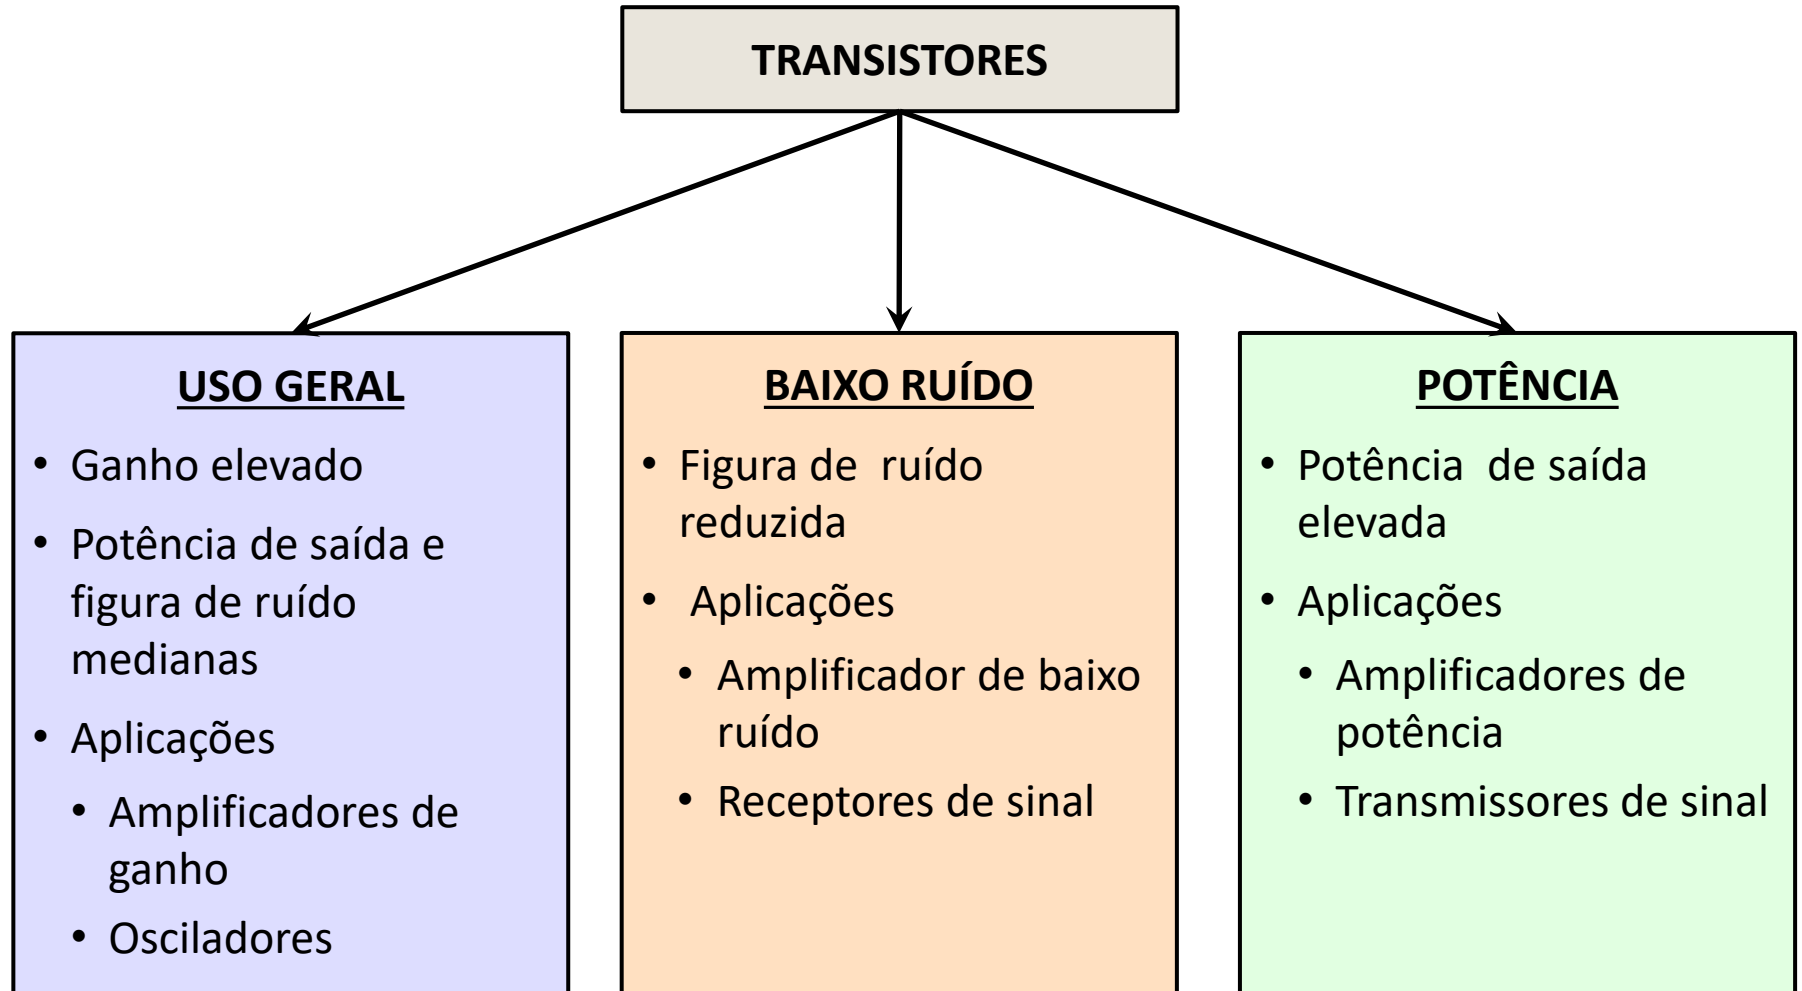 TRANSISTORES
USO GERAL
• Ganho elevado
• Potência de saída e
figura de ruído
medianas
• Aplicações
• Amplificadores de
ganho
• Osciladores
BAIXO RUÍDO
• Figura de ruído
reduzida
• Aplicações
• Amplificador de baixo
ruído
• Receptores de sinal
POTÊNCIA
• Potência de saída
elevada
• Aplicações
• Amplificadores de
potência
• Transmissores de sinal